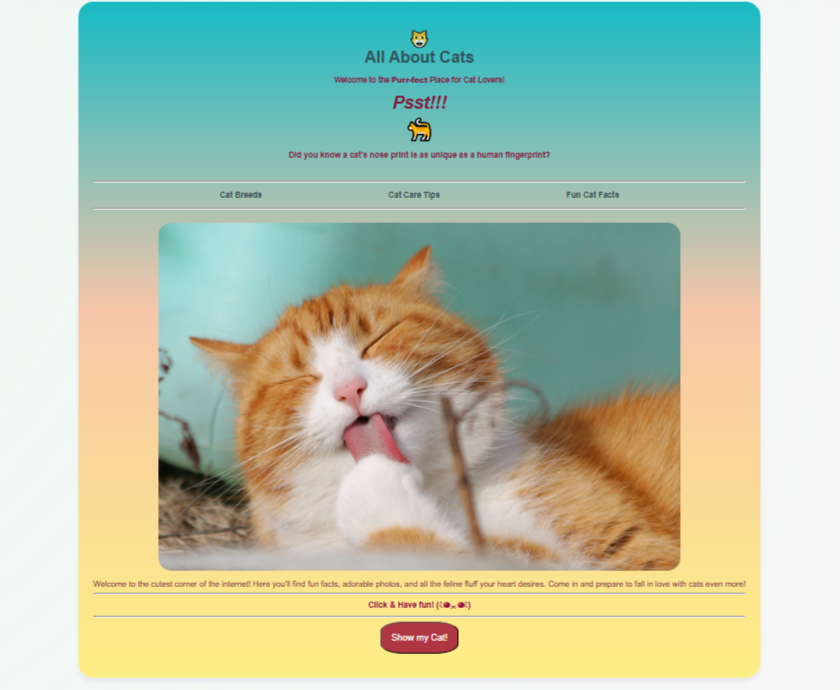 All About Cats
Welcome to the Purr-fect Place for Cat Lovers!
Psst!!!
Did you know a cat's nose print is as unique as a human fingerprint?
Cat Breeds Cat Care Tips Fun Cat Facts
Welcome to the cutest corner of the internet! Here you'll find fun facts, adorable photos, and all the feline fluff your heart desires. Come in and prepare to fall in love with cats even more!
Click & Have fun!
Show my Cat!